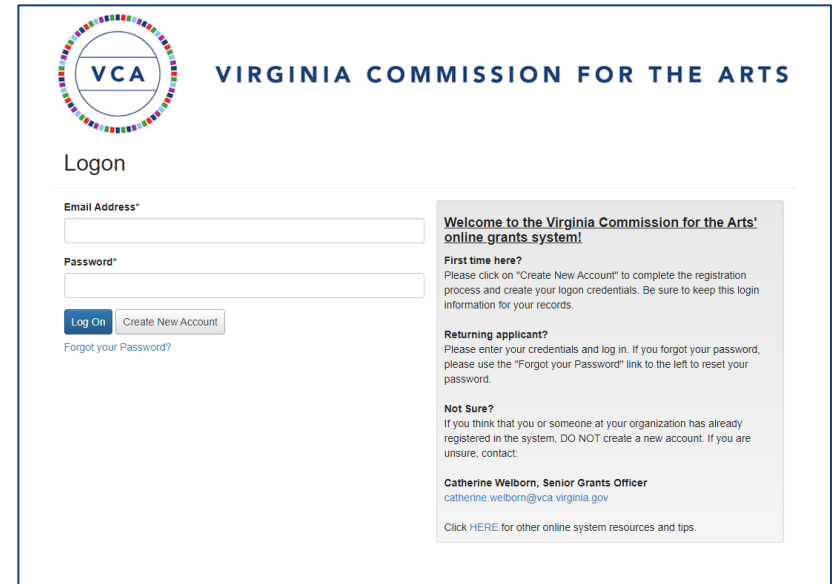 VCA
VIRGINIA COMMISSION FOR THE ARTS
Logon
Email Address*
Password*
Log On
Create New Account
Forgot your Password?
Welcome to the Virginia Commission for the Arts'
online grants system!
First time here?
Please click on "Create New Account" to complete the registration
process and create your logon credentials. Be sure to keep this login
information for your records.
Returning applicant?
Please enter your credentials and log in. If you forgot your password,
please use the "Forgot your Password" link to the left to reset your
password.
Not Sure?
If you think that you or someone at your organization has already
registered in the system, DO NOT create a new account. If you are
unsure, contact:
Catherine Welborn, Senior Grants Officer
catherine.welborn@vca.virginia.gov
Click HERE for other online system resources and tips.